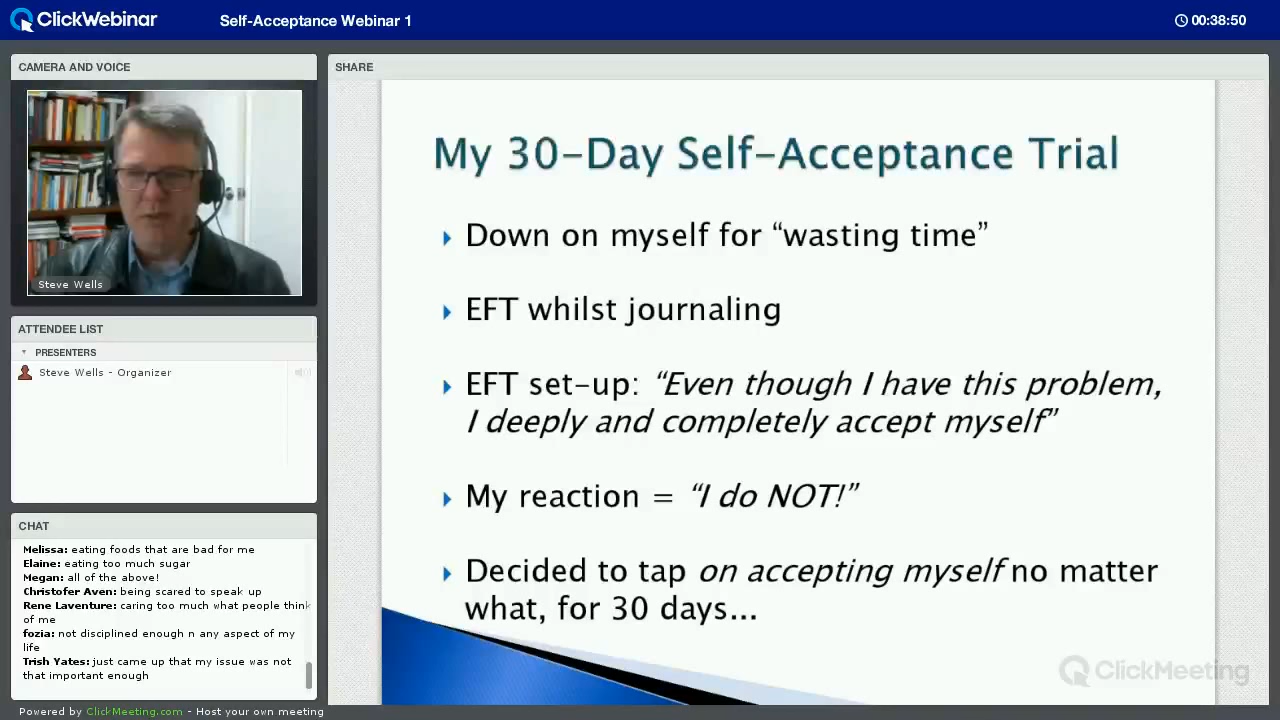 ClickWebinar
Self-Acceptance Webinar 1
00:38:50
CAMERA AND VOICE
Steve Wells
ATTENDEE LIST
PRESENTERS
Steve Wells - Organizer
CHAT
Melissa: eating foods that are bad for me
Elaine: eating too much sugar
Megan: all of the above!
Christofer Aven: being scared to speak up
Rene Laventure: caring too much what people think
of me
fozia: not disciplined enough n any aspect of my
life
Trish Yates: just came up that my issue was not
that important enough
Powered by ClickMeeting.com - Host your own meeting
SHARE
My 30-Day Self-Acceptance Trial
Down on myself for “wasting time”
EFT whilst journaling
EFT set-up: “Even though I have this problem,
I deeply and completely accept myself”
My reaction = “I do NOT!”
Decided to tap on accepting myself no matter
what, for 30 days...
ClickMeeting